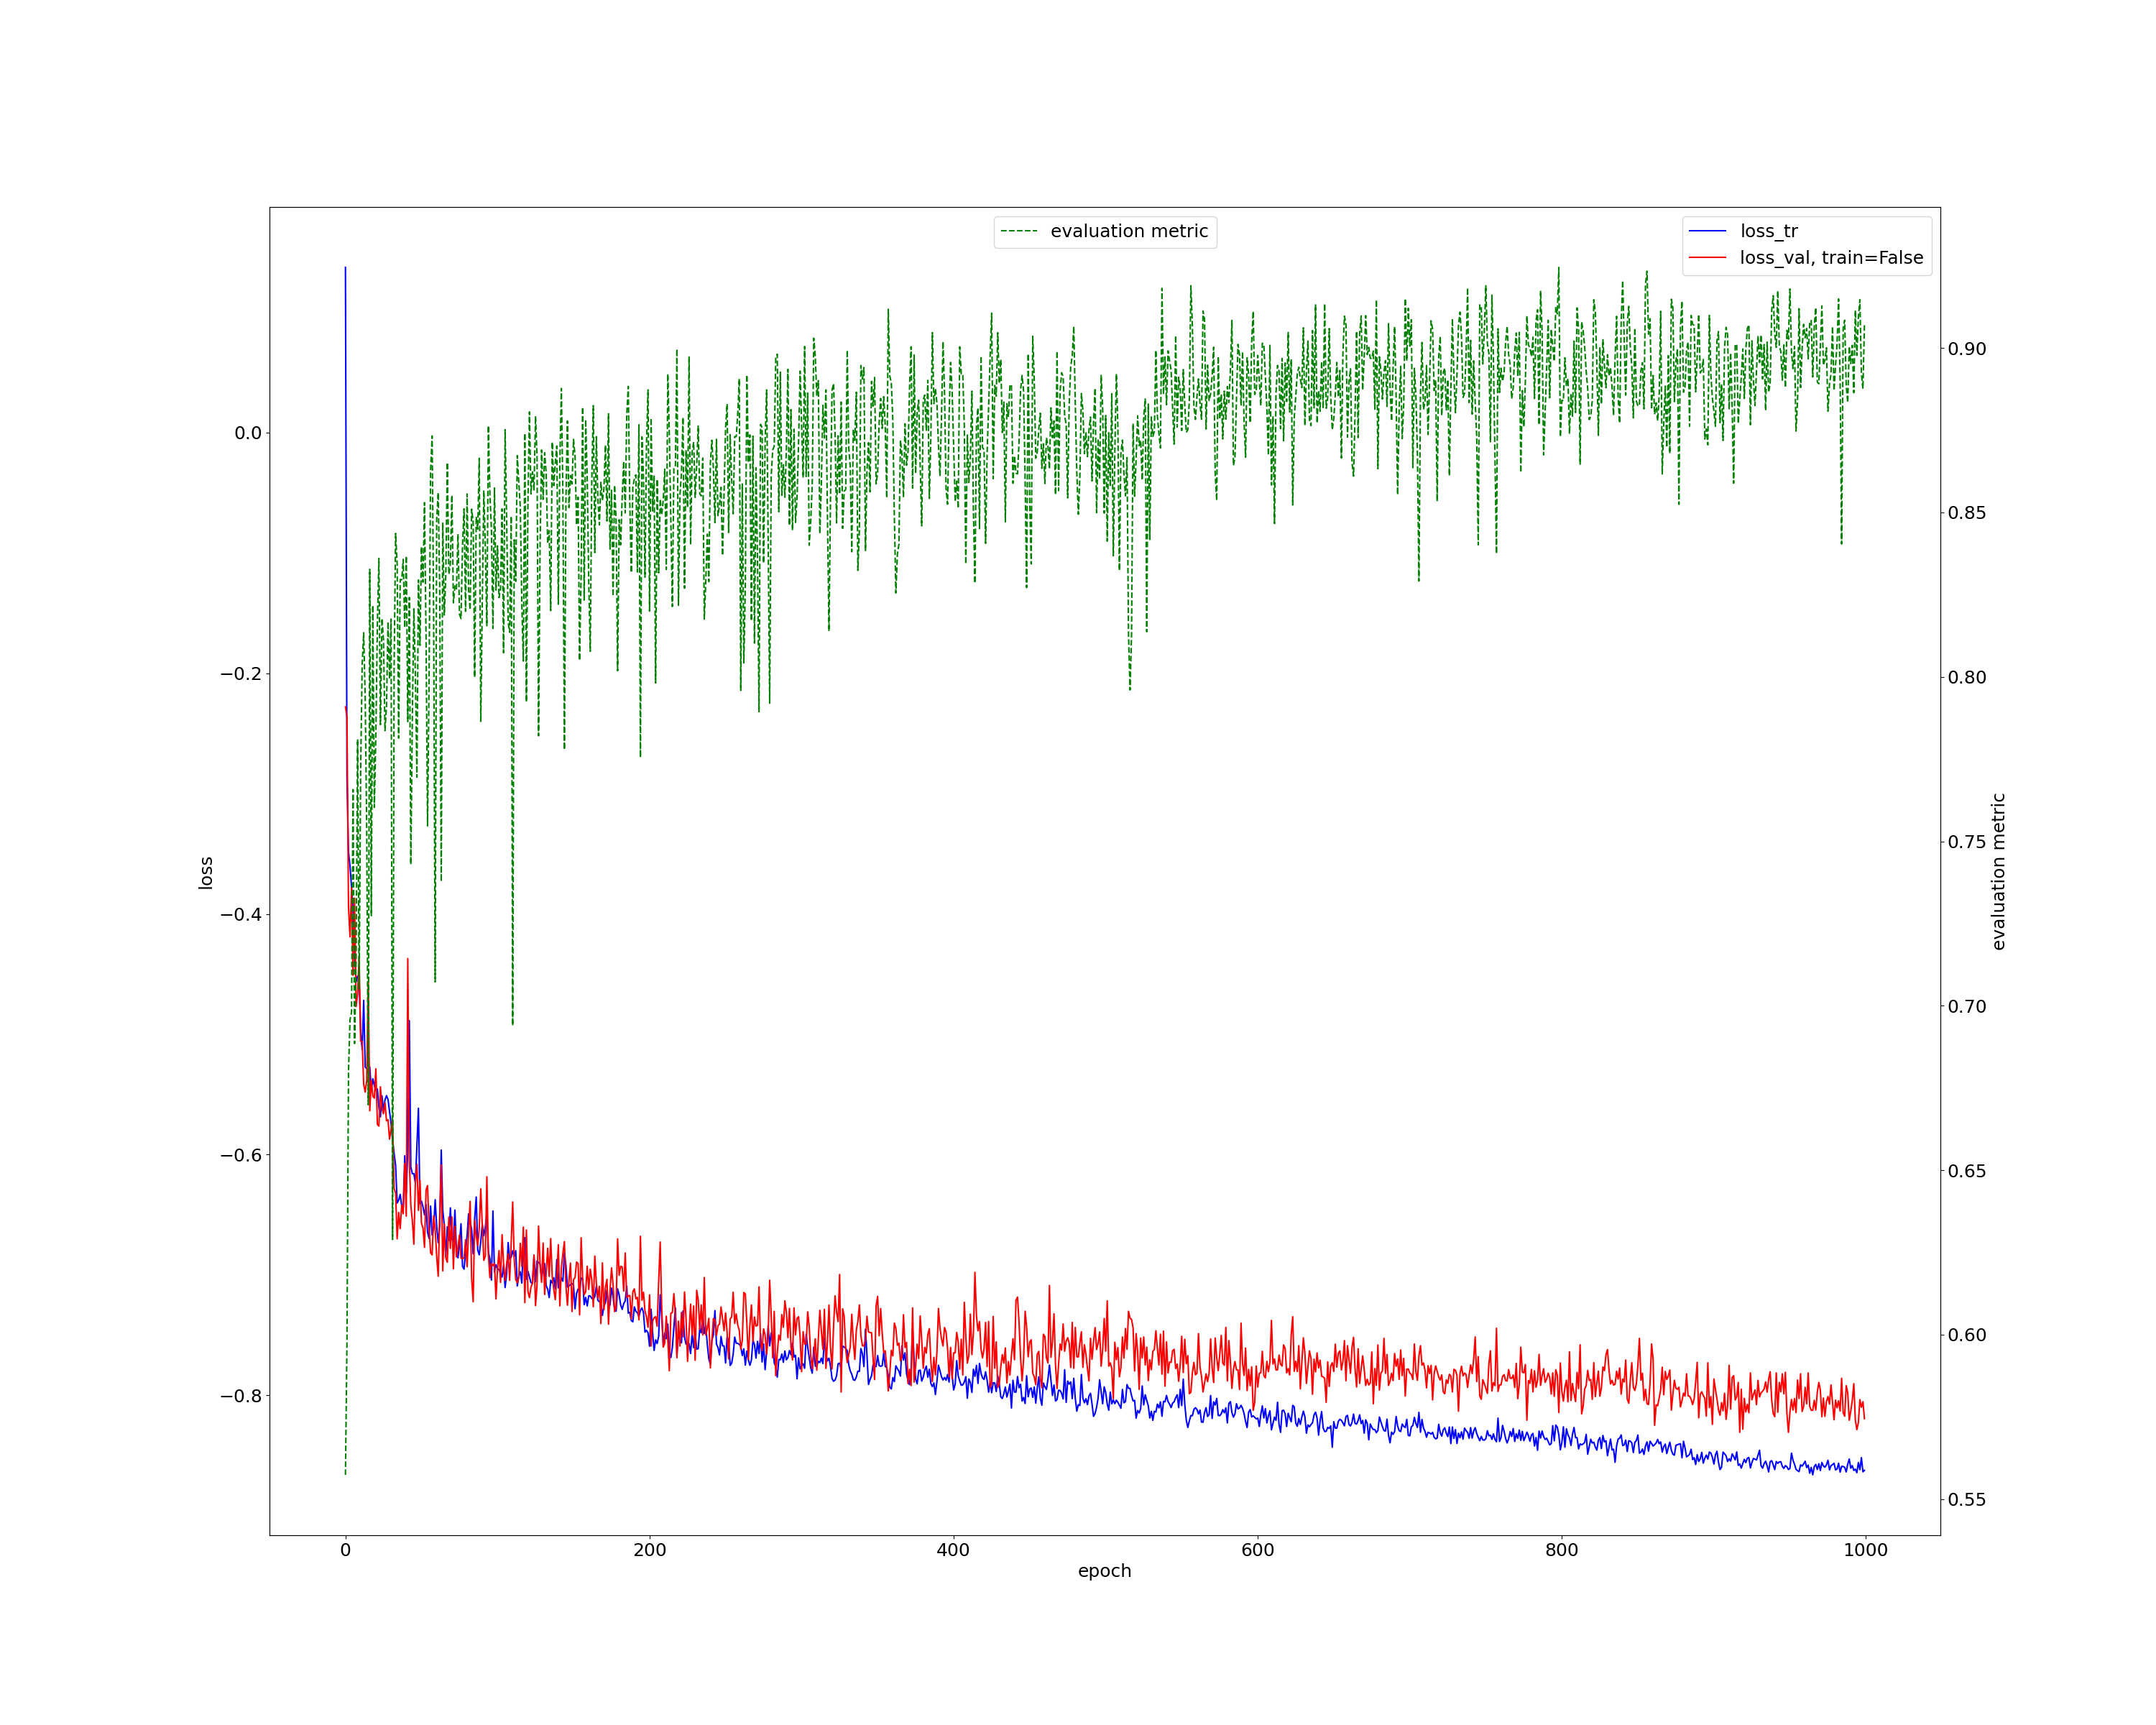 evaluation metric
loss_tr
loss_val, train=False
0.0
−0.2
−0.4
−0.6
−0.8
loss
0.90
0.85
0.80
0.75
0.70
0.65
0.60
0.55
evaluation metric
0 200 400 600 800 1000
epoch